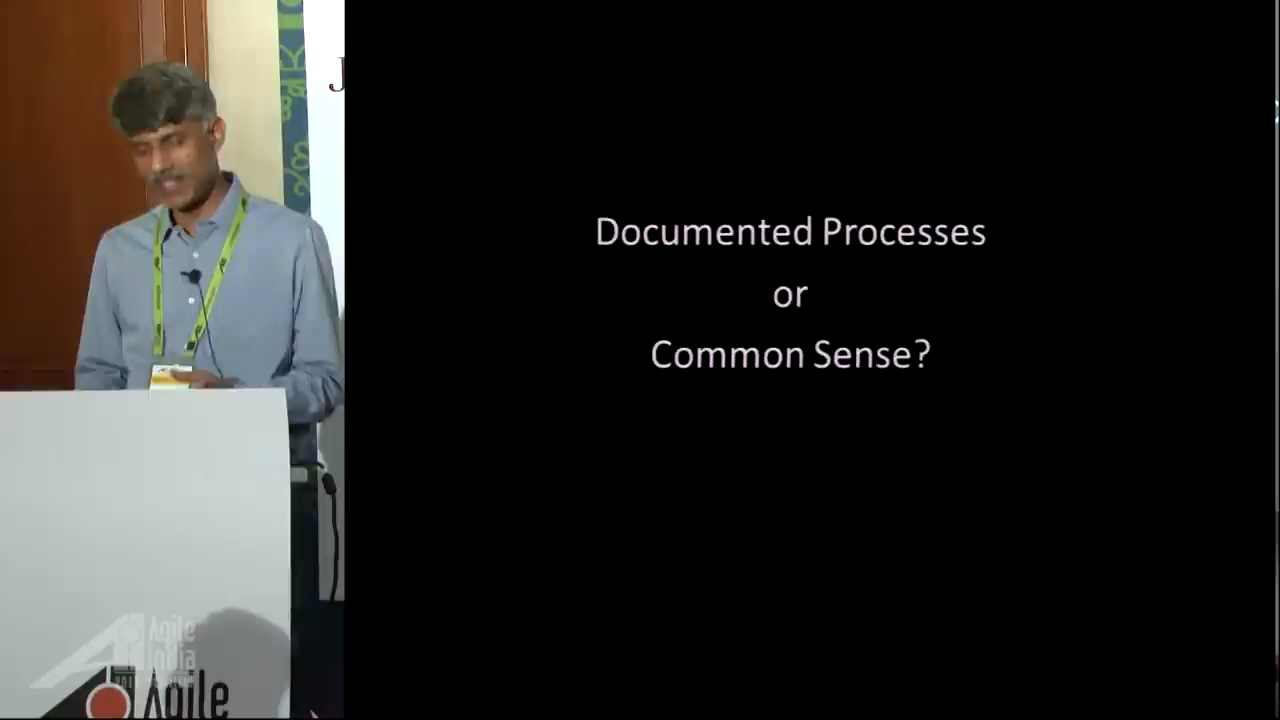 J
Documented Processes
or
Common Sense?
Agile
India
Agile